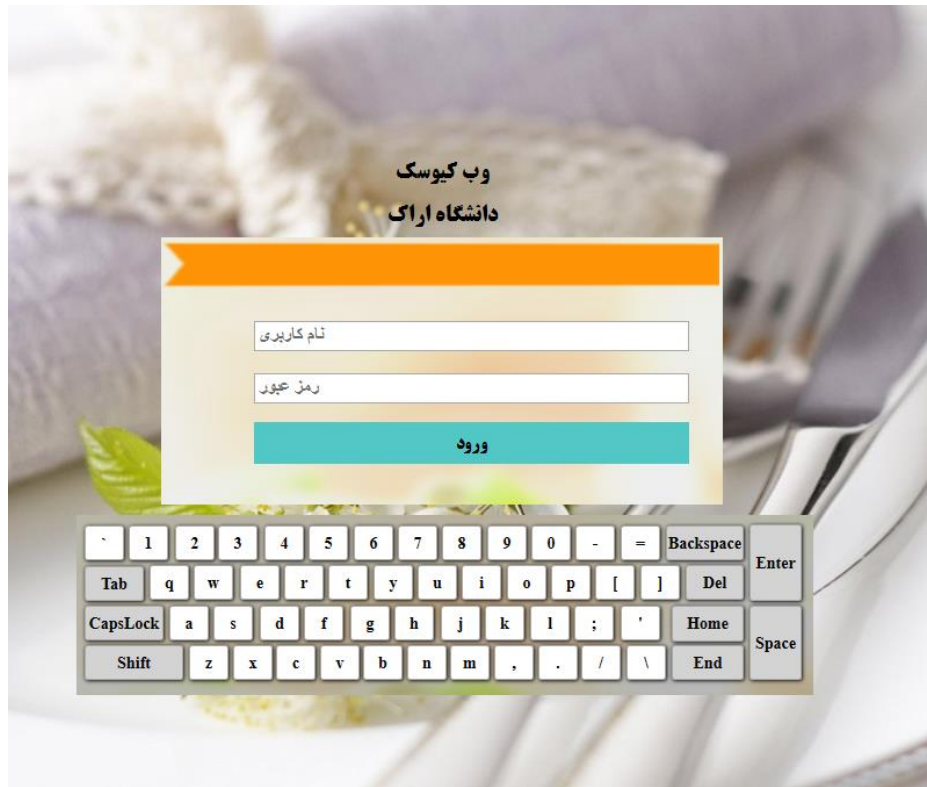 وب کیوسک
دانشگاه اراک
نام کاربری
رمز عبور
ورود
` 1 2 3 4 5 6 7 8 9 0 - = Backspace Enter
Tab q w e r t y u i o p [ ] Del
CapsLock a s d f g h j k l ; ' Home Space
Shift z x c v b n m , . / \ End